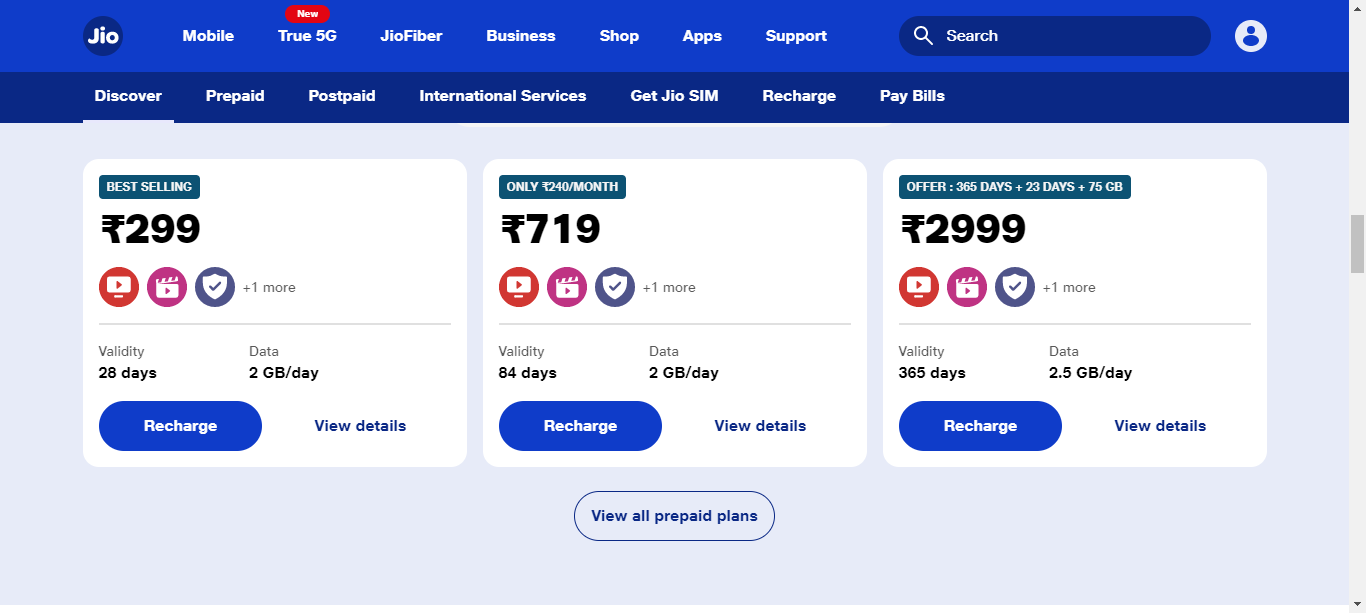 New
Jio
Mobile
True 5G
JioFiber
Business
Shop
Apps
Support
Search
Discover
Prepaid
Postpaid
International Services
Get Jio SIM
Recharge
Pay Bills
BEST SELLING
₹299
+1 more
Validity
Data
28 days
2 GB/day
Recharge
View details
ONLY ₹240/MONTH
₹719
+1 more
Validity
Data
84 days
2 GB/day
Recharge
View details
OFFER : 365 DAYS + 23 DAYS + 75 GB
₹2999
+1 more
Validity
Data
365 days
2.5 GB/day
Recharge
View details
View all prepaid plans